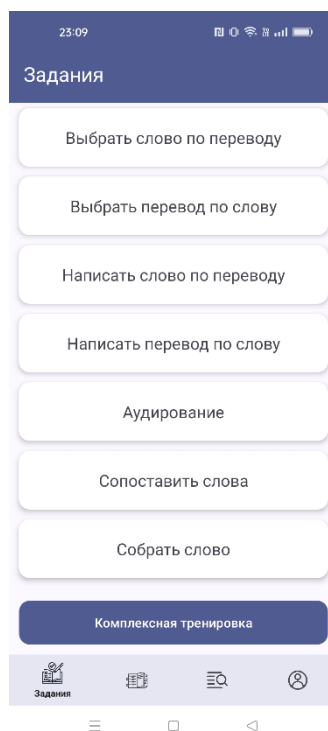 23:09
Задания
Выбрать слово по переводу
Выбрать перевод по слову
Написать слово по переводу
Написать перевод по слову
Аудирование
Сопоставить слова
Собрать слово
Комплексная тренировка
Задания